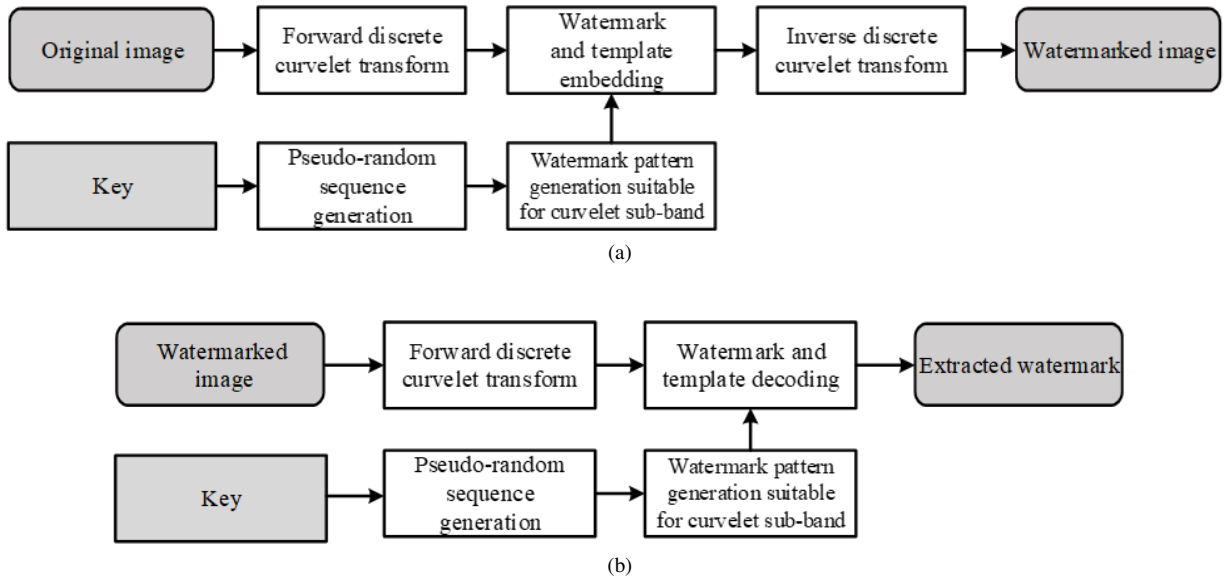 Original image
Forward discrete
curvelet transform
Watermark
and template
embedding
Inverse discrete
curvelet transform
Watermarked image
Key
Pseudo-random
sequence
generation
Watermark pattern
generation suitable
for curvelet sub-band
(a)
Watermarked
image
Forward discrete
curvelet transform
Watermark and
template decoding
Extracted watermark
Key
Pseudo-random
sequence
generation
Watermark pattern
generation suitable
for curvelet sub-band
(b)